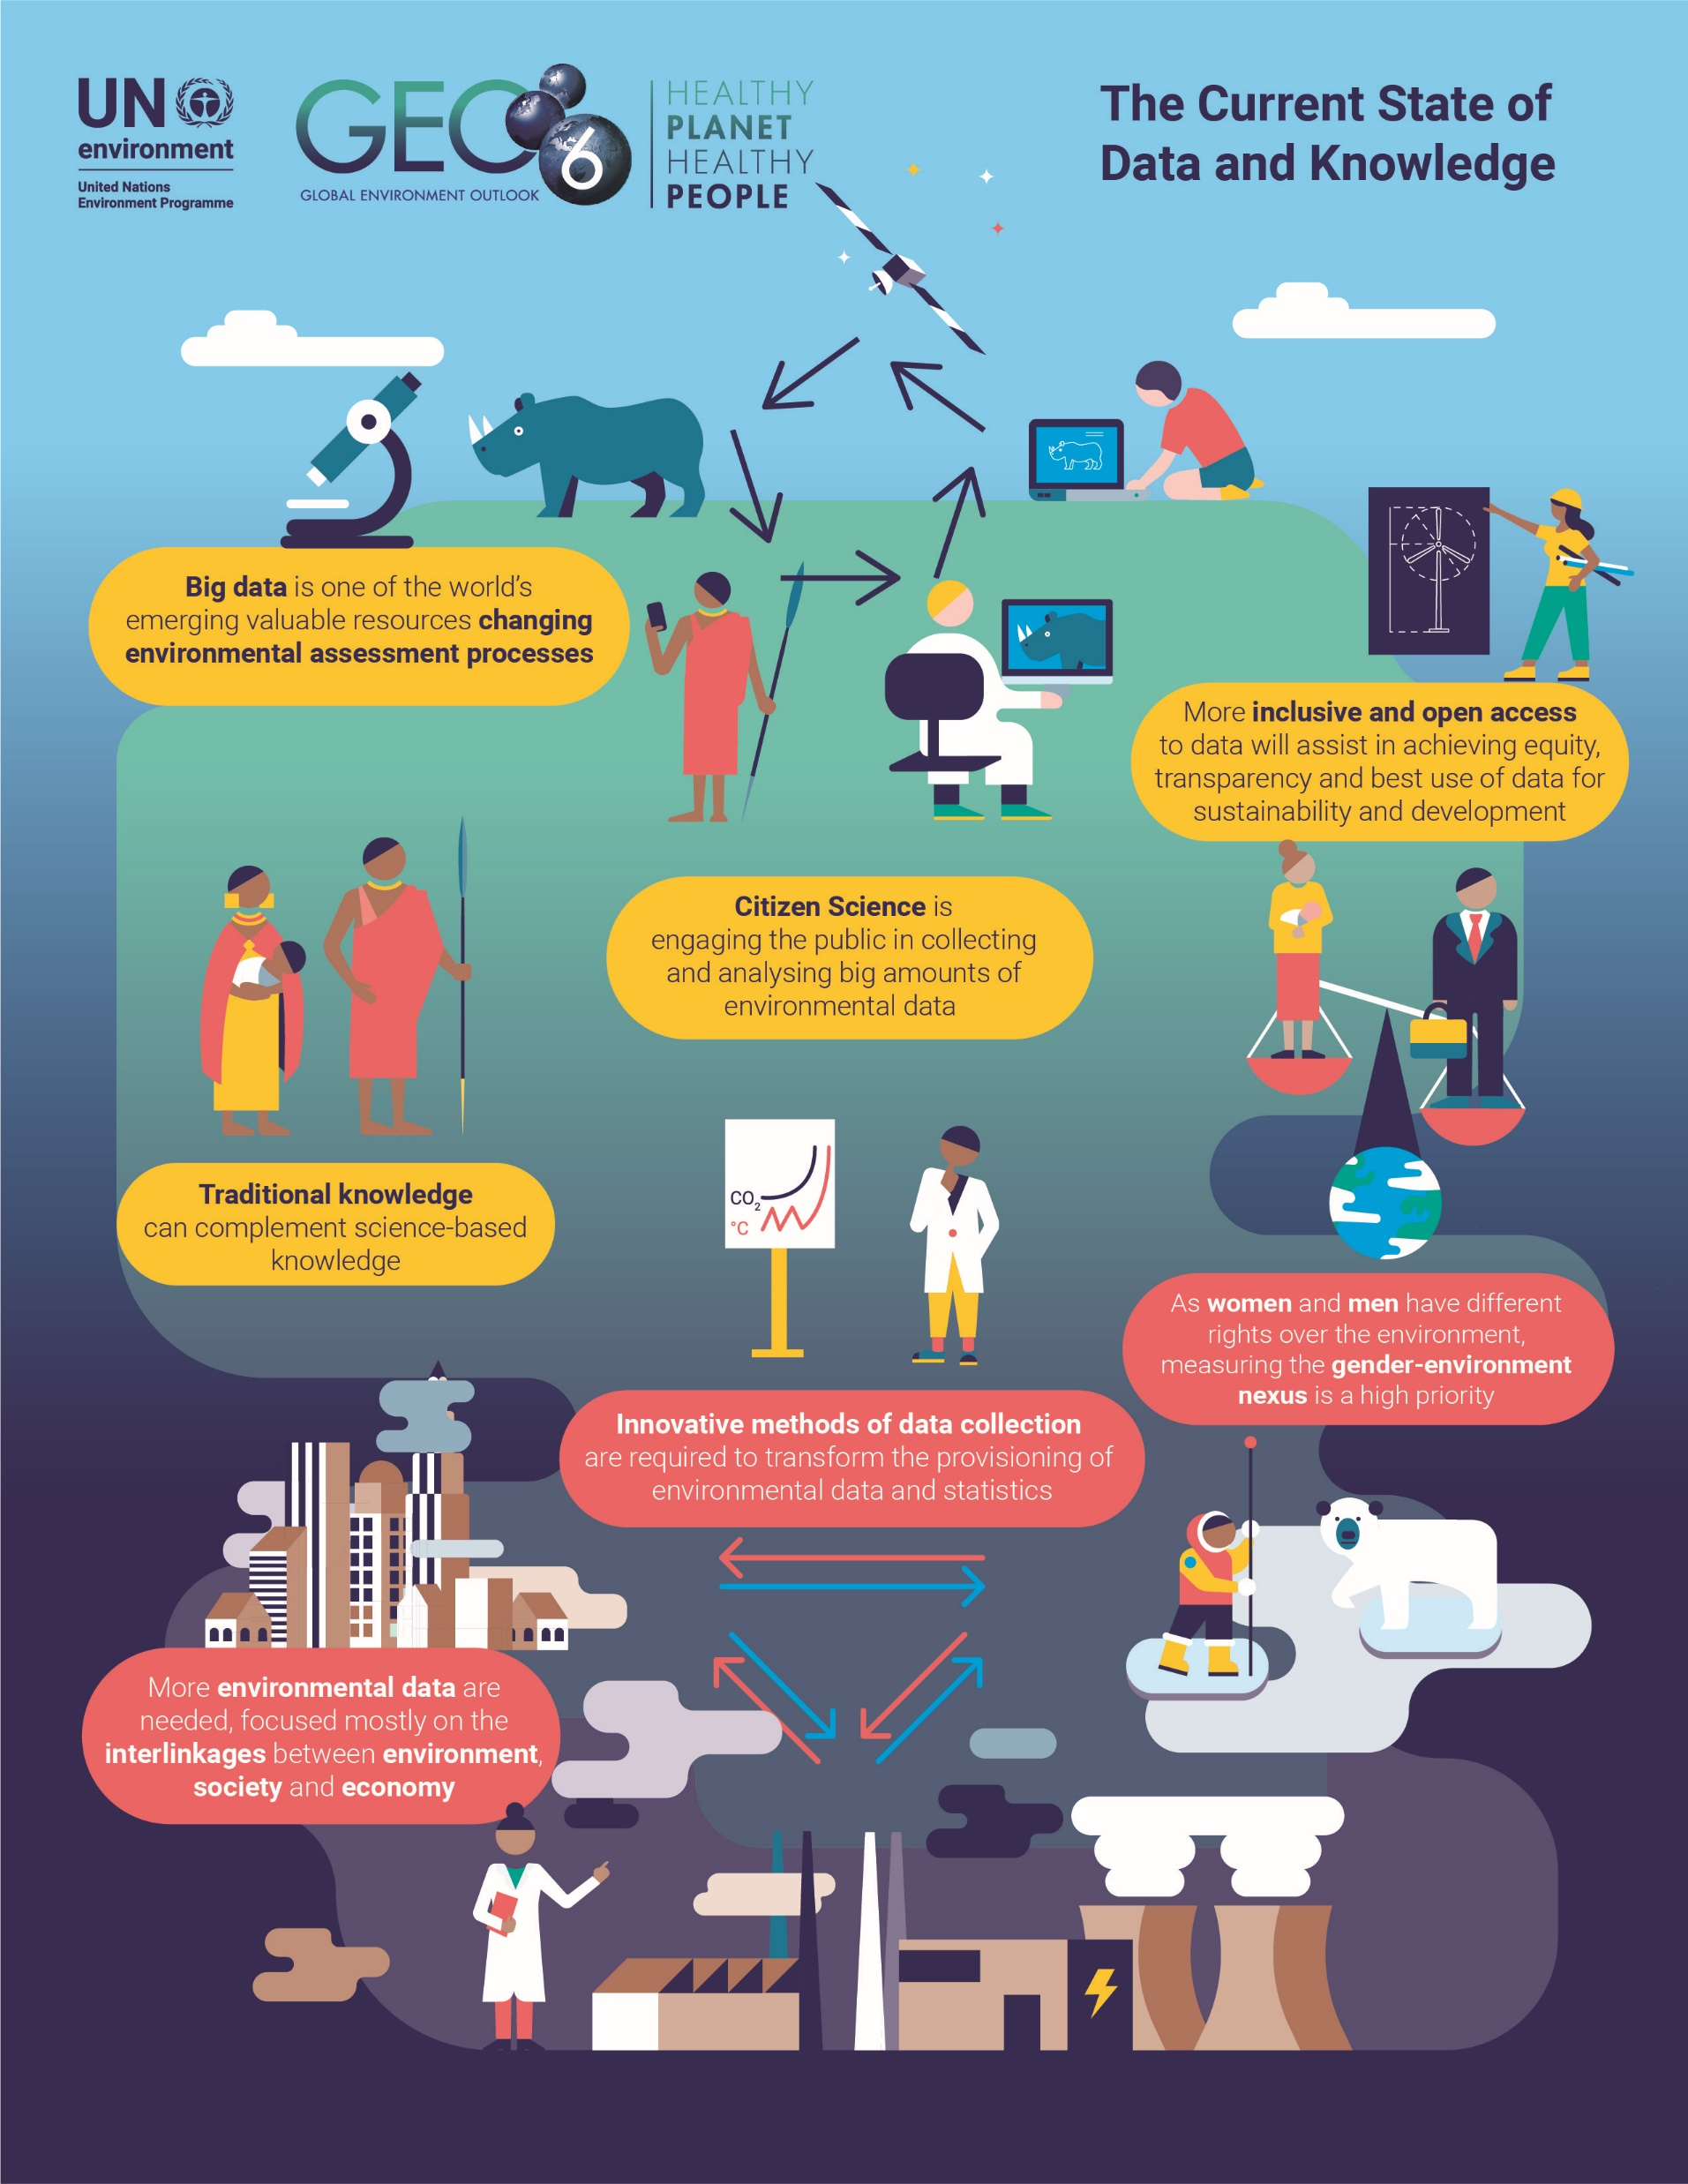 UN
environment
United Nations
Environment Programme
GEO
6
GLOBAL ENVIRONMENT OUTLOOK
HEALTHY
PLANET
HEALTHY
PEOPLE
The Current State of
Data and Knowledge
Big data is one of the world's
emerging valuable resources changing
environmental assessment processes
More inclusive and open access
to data will assist in achieving equity,
transparency and best use of data for
sustainability and development
Citizen Science is
engaging the public in collecting
and analysing big amounts of
environmental data
Traditional knowledge
can complement science-based
knowledge
CO₂
°C
As women and men have different
rights over the environment,
measuring the gender-environment
nexus is a high priority
Innovative methods of data collection
are required to transform the provisioning of
environmental data and statistics
More environmental data are
needed, focused mostly on the
interlinkages between environment,
society and economy